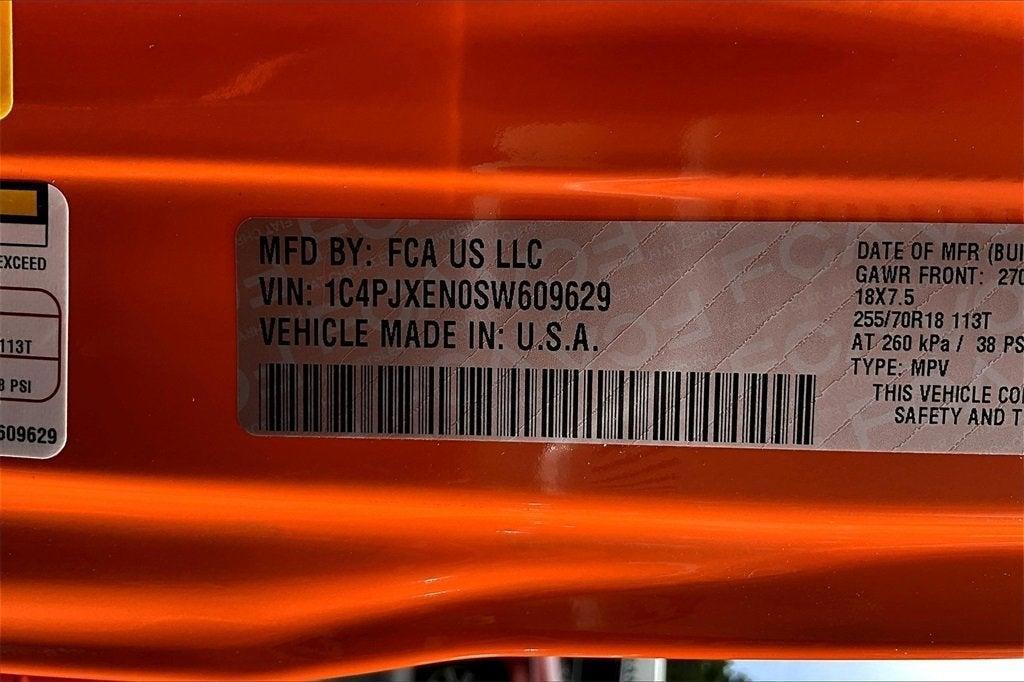 EXCEED
113T
8 PSI
609629
MFD BY: FCA US LLC
VIN: 1C4PJXEN0SW609629
VEHICLE MADE IN: U.S.A.
DATE OF MFR (BUI
GAWR FRONT: 270
18X7.5
255/70R18 113T
AT 260 kPa / 38 PS
TYPE: MPV
THIS VEHICLE CO
SAFETY AND T